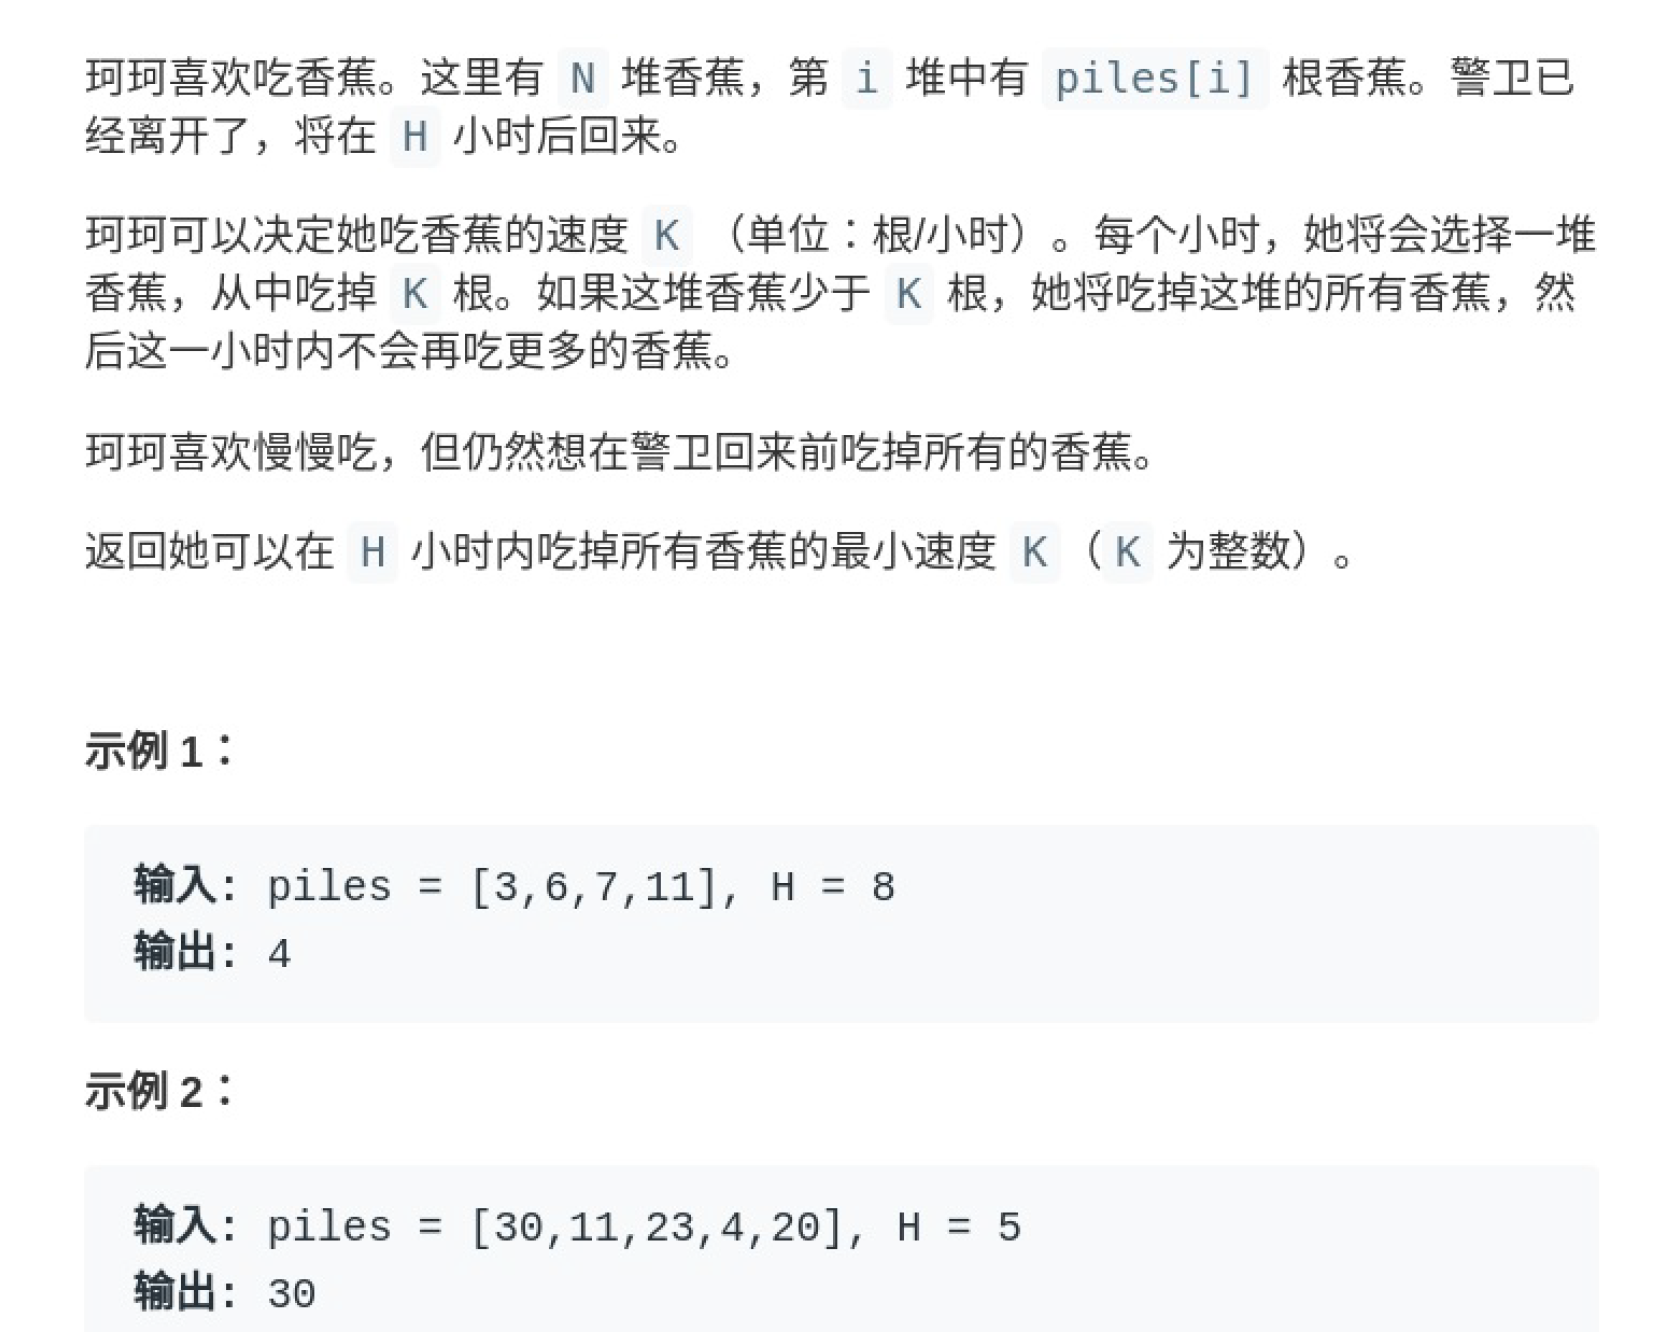 珂珂喜欢吃香蕉。这里有 N 堆香蕉，第 i 堆中有 piles[i] 根香蕉。警卫已
经离开了，将在 H 小时后回来。
珂珂可以决定她吃香蕉的速度 K （单位：根/小时）。每个小时，她将会选择一堆
香蕉，从中吃掉 K 根。如果这堆香蕉少于 K 根，她将吃掉这堆的所有香蕉，然
后这一小时内不会再吃更多的香蕉。
珂珂喜欢慢慢吃，但仍然想在警卫回来前吃掉所有的香蕉。
返回她可以在 H 小时内吃掉所有香蕉的最小速度 K（K 为整数）。
示例 1：
输入: piles = [3,6,7,11], H = 8
输出: 4
示例 2：
输入: piles = [30,11,23,4,20], H = 5
输出: 30